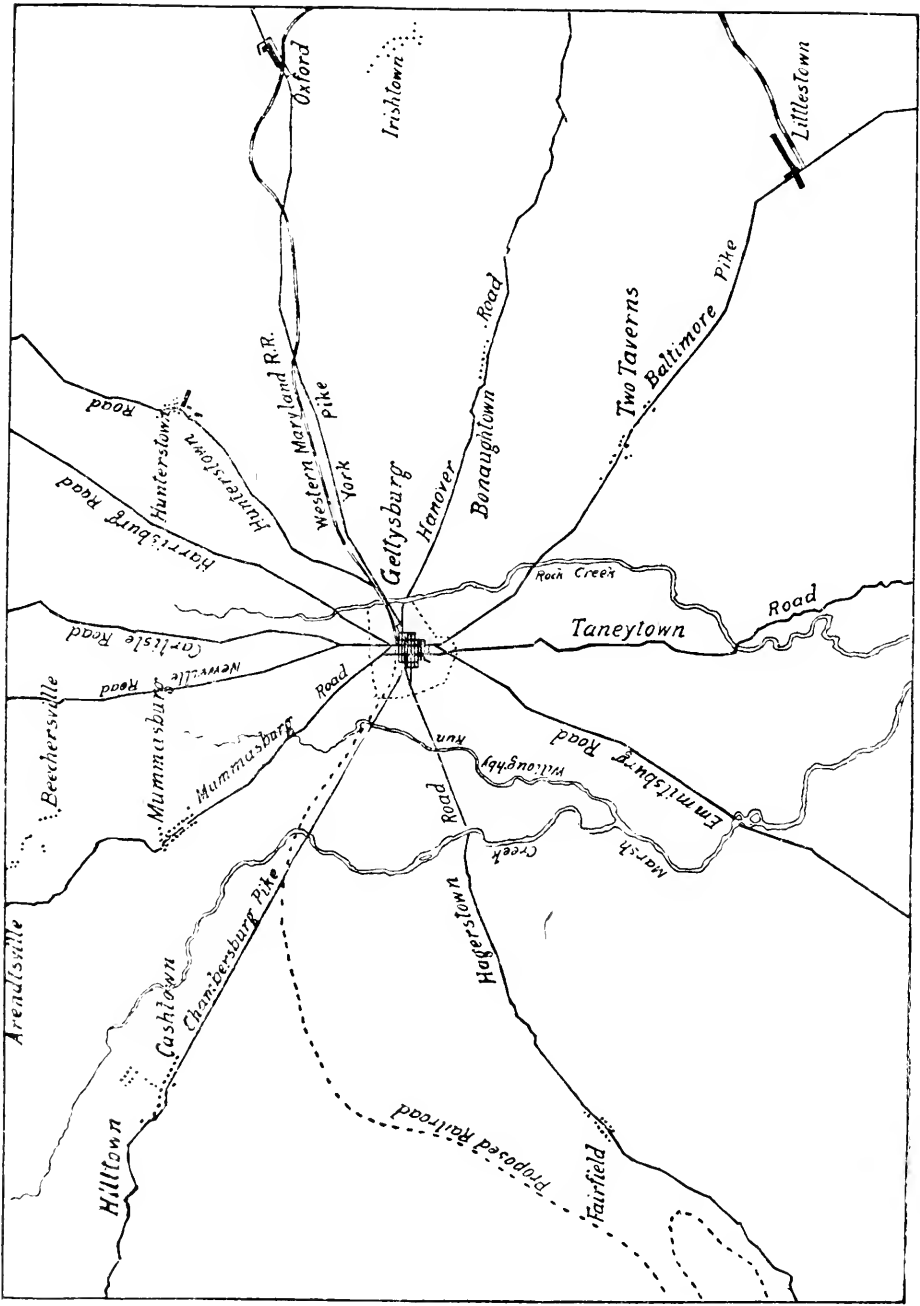 Oxford
Irishtown
Littlestown
Road
Hunterstown
Hunterstown
Harrisburg Road
Western Maryland R.R.
York Pike
Gettysburg
Hanover Road
Bonaughtown
Two Taverns
Baltimore Pike
Rock Creek
Taneytown Road
Carlisle Road
Newville Road
Beechersville
Mummasburg
Mummasburg Road
Willoughby Run
Emmitsburg Road
Marsh Creek
Hagerstown Road
Arendtsville
Cashtown
Chambersburg Pike
Hilltown
Proposed Railroad
Fairfield